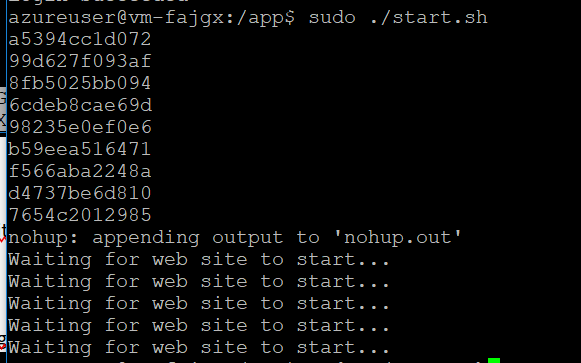 azureuser@vm-fajgx:/app$ sudo ./start.sh
a5394cc1d072
99d627f093af
8fb5025bb094
6cdeb8cae69d
98235e0ef0e6
b59eea516471
f566aba2248a
d4737be6d810
7654c2012985
nohup: appending output to 'nohup.out'
Waiting for web site to start...
Waiting for web site to start...
Waiting for web site to start...
Waiting for web site to start...
Waiting for web site to start...